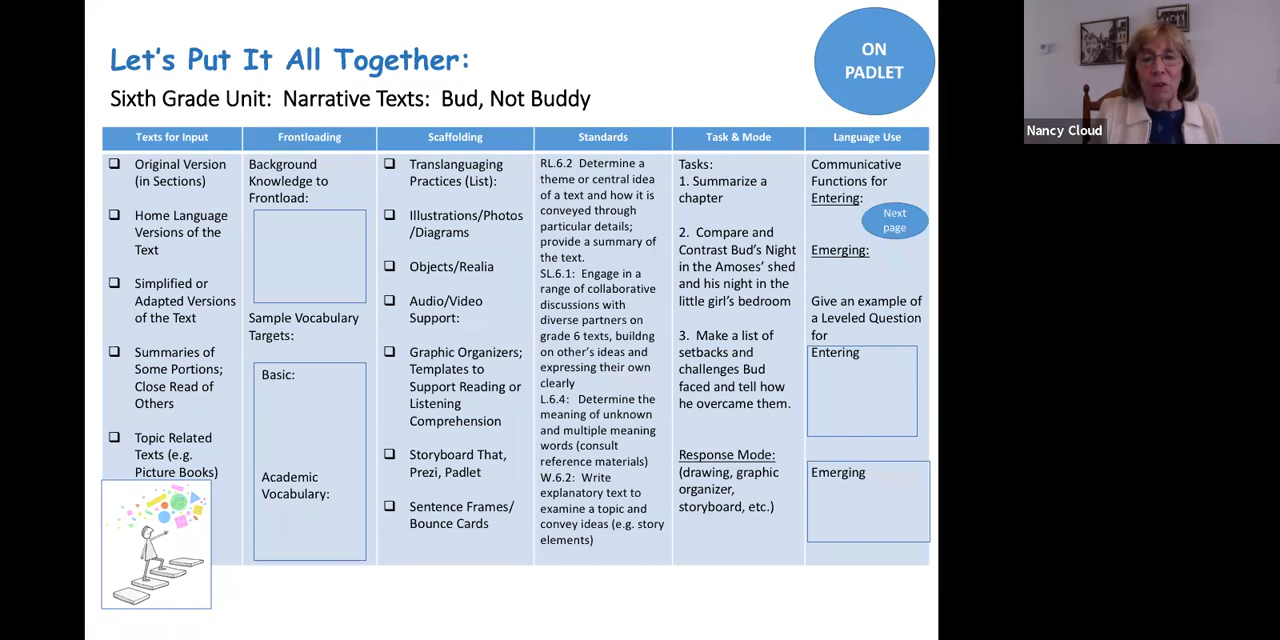 Let's Put It All Together:
Sixth Grade Unit: Narrative Texts: Bud, Not Buddy
ON
PADLET
Nancy Cloud
Texts for Input
Original Version
(in Sections)
Home Language
Versions of the
Text
Simplified or
Adapted Versions
of the Text
Summaries of
Some Portions;
Close Read of
Others
Topic Related
Texts (e.g.
Picture Books)
Frontloading
Background
Knowledge to
Frontload:
Sample Vocabulary
Targets:
Basic:
Academic
Vocabulary:
Scaffolding
Translanguaging
Practices (List):
Illustrations/Photos
/Diagrams
Objects/Realia
Audio/Video
Support:
Graphic Organizers;
Templates to
Support Reading or
Listening
Comprehension
Storyboard That,
Prezi, Padlet
Sentence Frames/
Bounce Cards
Standards
RL.6.2 Determine a
theme or central idea
of a text and how it is
conveyed through
particular details;
provide a summary of
the text.
SL.6.1: Engage in a
range of collaborative
discussions with
diverse partners on
grade 6 texts, buildng
on other's ideas and
expressing their own
clearly
L.6.4: Determine the
meaning of unknown
and multiple meaning
words (consult
reference materials)
W.6.2: Write
explanatory text to
examine a topic and
convey ideas (e.g. story
elements)
Task & Mode
Tasks:
1. Summarize a
chapter
2. Compare and
Contrast Bud's Night
in the Amoses' shed
and his night in the
little girl's bedroom
3. Make a list of
setbacks and
challenges Bud
faced and tell how
he overcame them.
Response Mode:
(drawing, graphic
organizer,
storyboard, etc.)
Language Use
Communicative
Functions for
Entering:
Next
page
Emerging:
Give an example of
a Leveled Question
for
Entering
Emerging